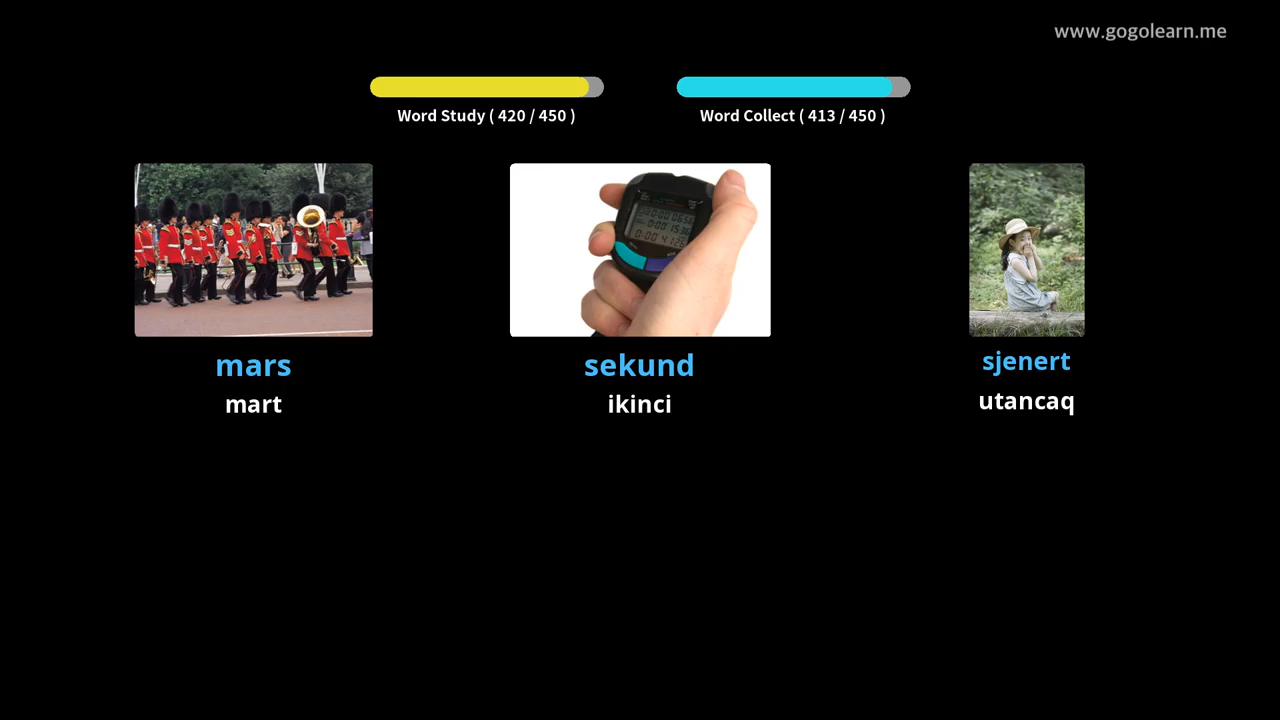 www.gogolearn.me
Word Study ( 420 / 450 )
Word Collect ( 413 / 450 )
mars
mart
sekund
ikinci
sjenert
utancaq